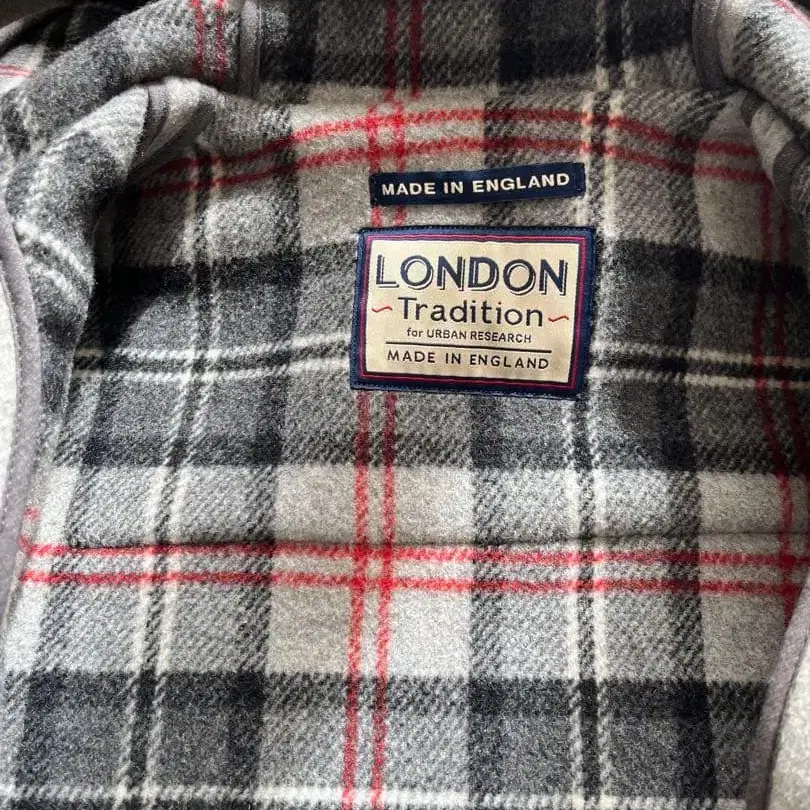 MADE IN ENGLAND
LONDON
Tradition
for URBAN RESEARCH
MADE IN ENGLAND